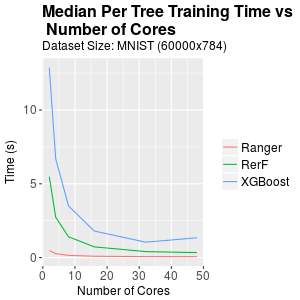 Median Per Tree Training Time vs
Number of Cores
Dataset Size: MNIST (60000x784)
Time (s)
10
5
0
0 10 20 30 40 50
Number of Cores
Ranger
RerF
XGBoost